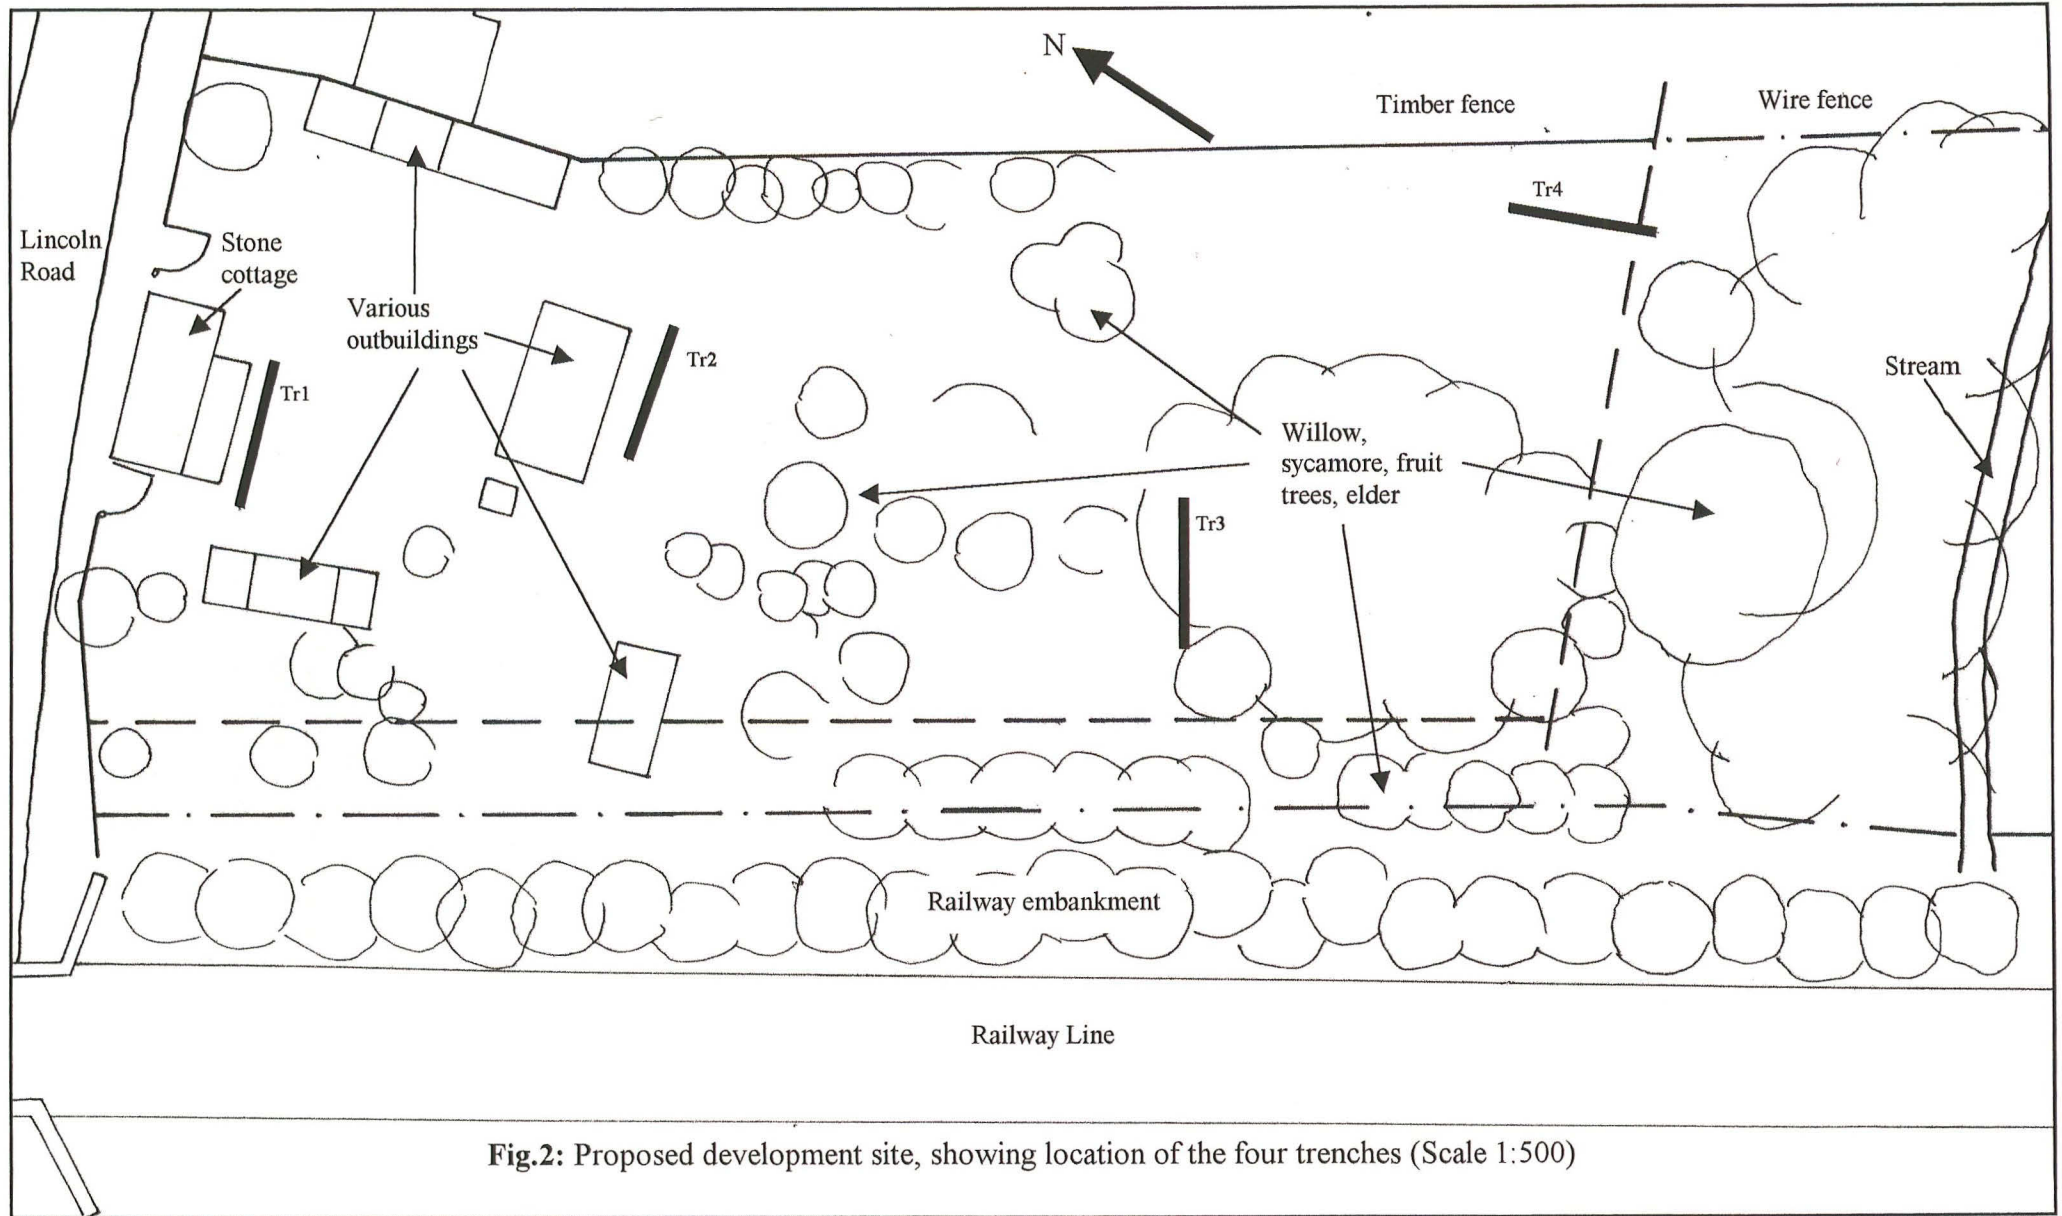 N
Timber fence
Wire fence
Tr4
Lincoln
Road
Stone
cottage
Various
outbuildings
Tr1
Tr2
Stream
Willow,
sycamore, fruit
trees, elder
Tr3
Railway embankment
Railway Line
Fig.2: Proposed development site, showing location of the four trenches (Scale 1:500)